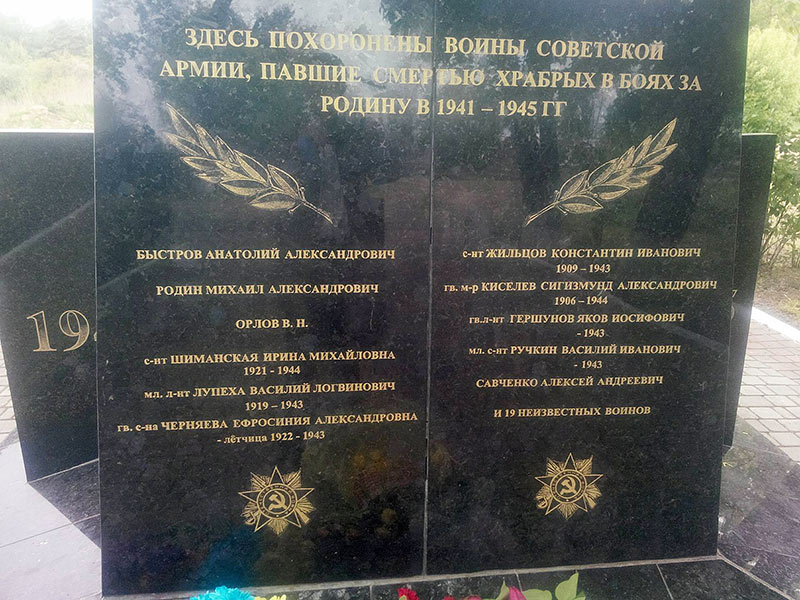 ЗДЕСЬ ПОХОРОНЕНЫ ВОИНЫ СОВЕТСКОЙ
АРМИИ, ПАВШИЕ СМЕРТЬЮ ХРАБРЫХ В БОЯХ ЗА
РОДИНУ В 1941 – 1945 ГГ
БЫСТРОВ АНАТОЛИЙ АЛЕКСАНДРОВИЧ
РОДИН МИХАИЛ АЛЕКСАНДРОВИЧ
ОРЛОВ В. Н.
с-нт ШИМАНСКАЯ ИРИНА МИХАЙЛОВНА
1921 - 1944
мл. л-нт ЛУПЕХА ВАСИЛИЙ ЛОГВИНОВИЧ
1919 – 1943
гв. с-на ЧЕРНЯЕВА ЕФРОСИНИЯ АЛЕКСАНДРОВНА
- лётчица 1922 - 1943
с-нт ЖИЛЬЦОВ КОНСТАНТИН ИВАНОВИЧ
1909 - 1943
гв. м-р КИСЕЛЕВ СИГИЗМУНД АЛЕКСАНДРОВИЧ
1906 - 1944
гв.л-нт ГЕРШУНОВ ЯКОВ ИОСИФОВИЧ
- 1943
мл. с-нт РУЧКИН ВАСИЛИЙ ИВАНОВИЧ
- 1943
САВЧЕНКО АЛЕКСЕЙ АНДРЕЕВИЧ
И 19 НЕИЗВЕСТНЫХ ВОИНОВ